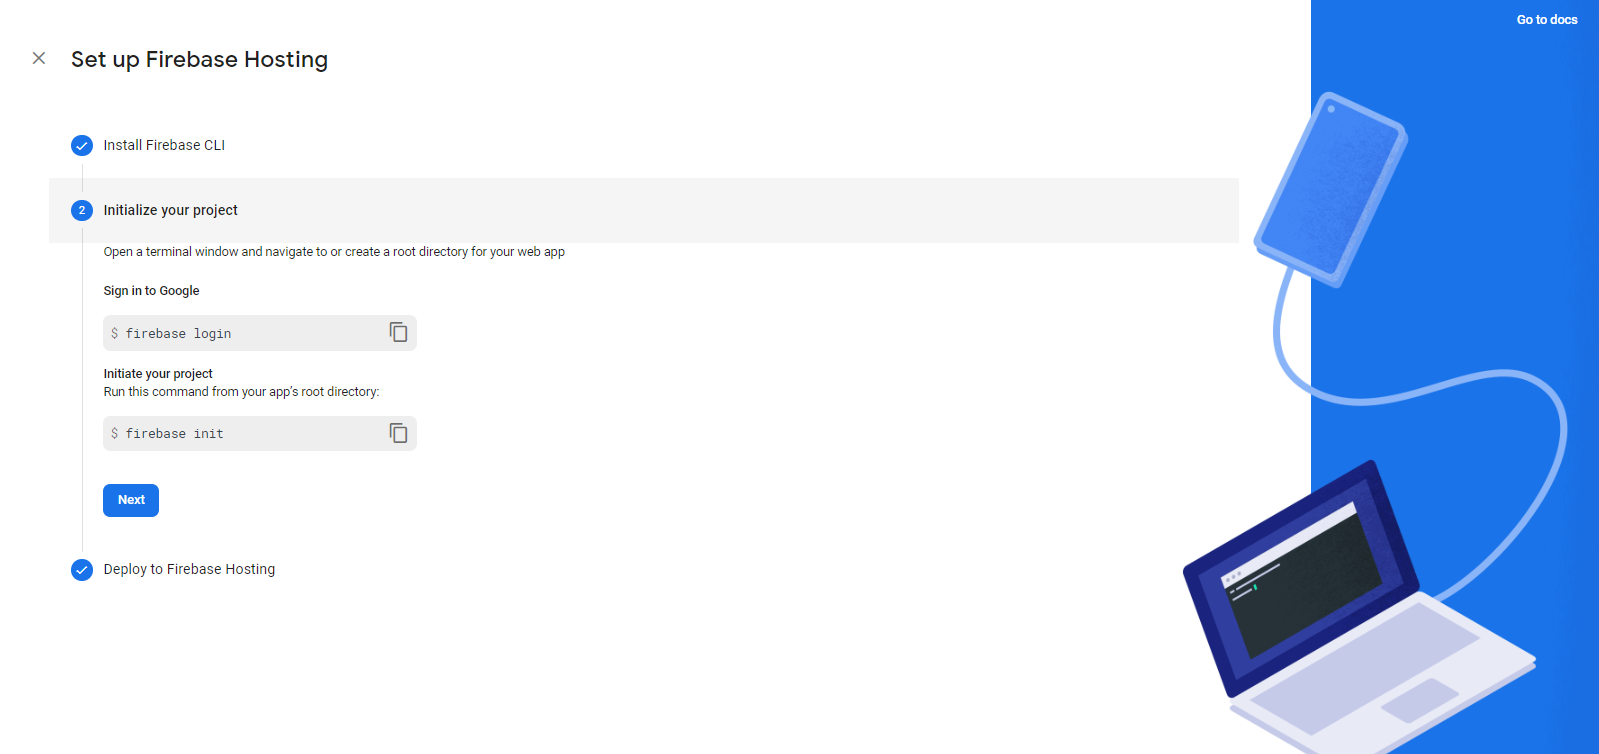 Go to docs
Set up Firebase Hosting
Install Firebase CLI
2
Initialize your project
Open a terminal window and navigate to or create a root directory for your web app
Sign in to Google
$ firebase login
Initiate your project
Run this command from your app’s root directory:
$ firebase init
Next
Deploy to Firebase Hosting